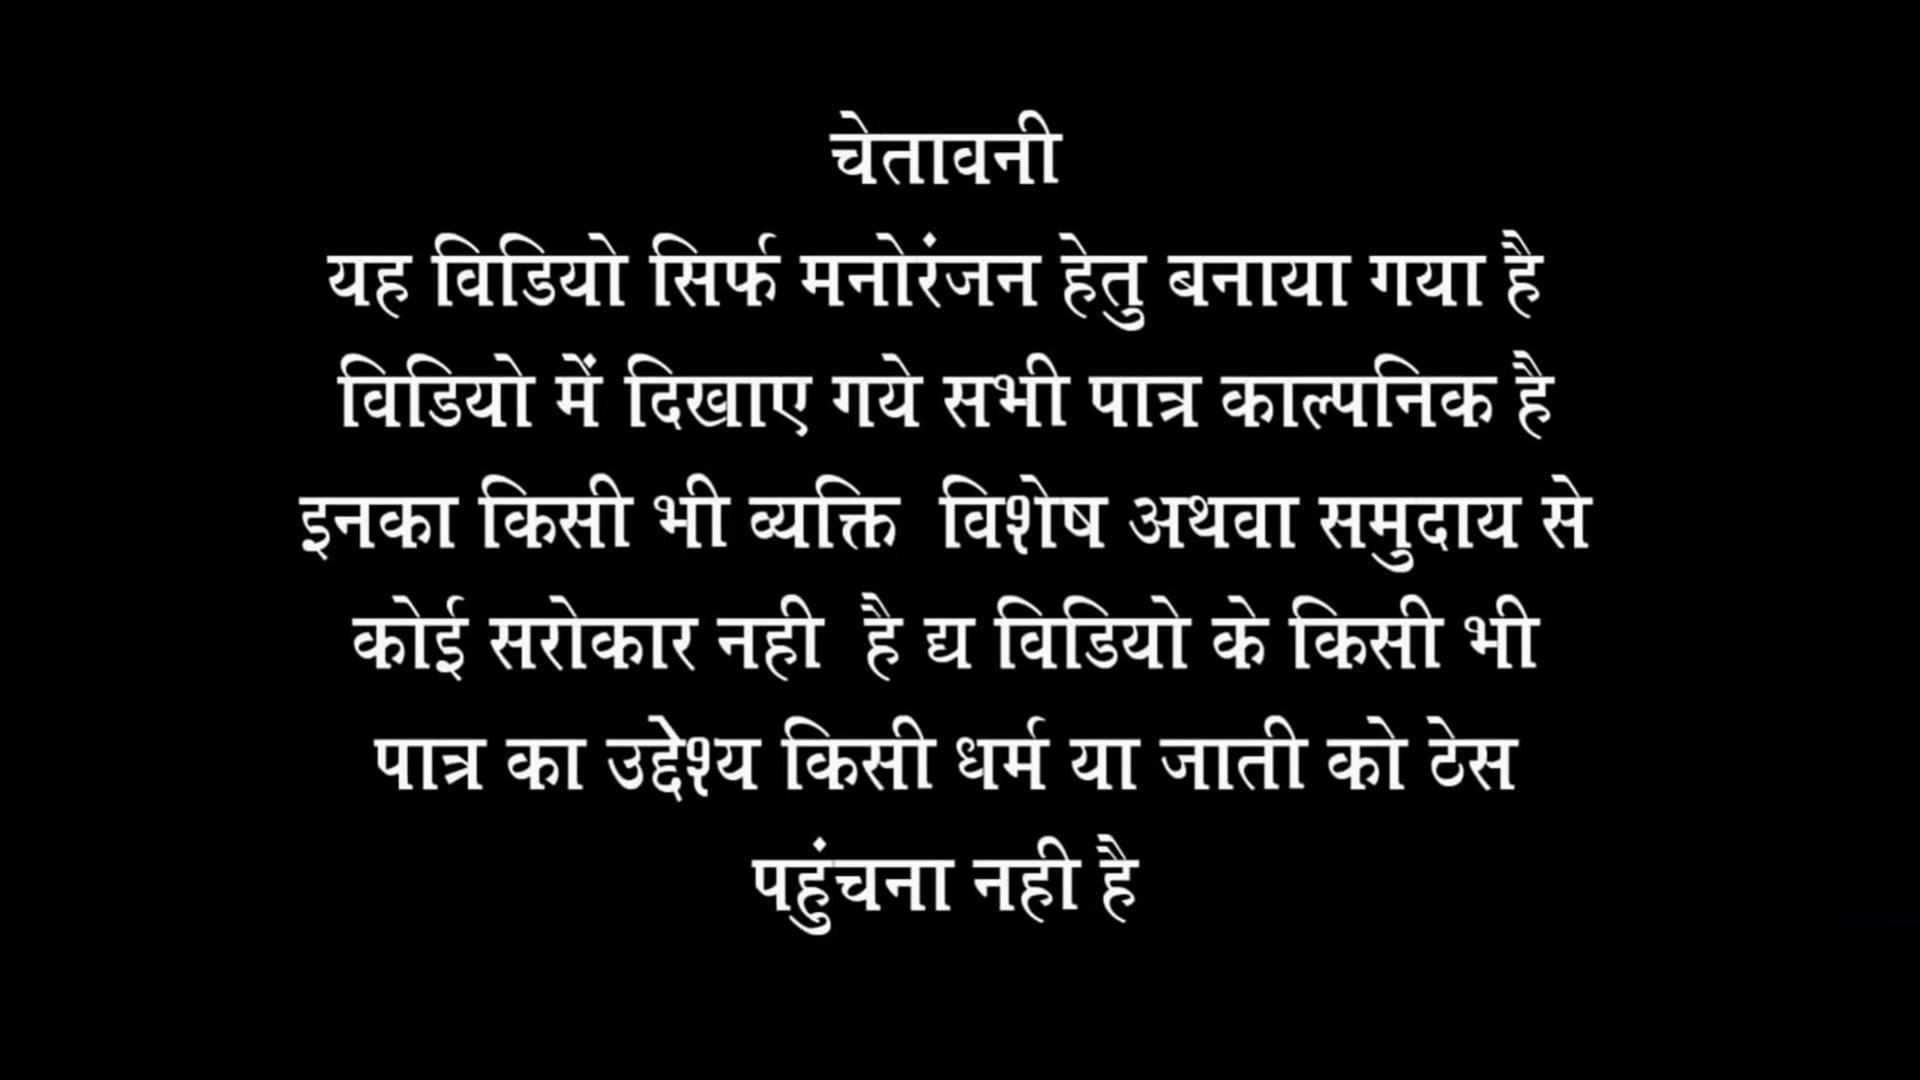 चेतावनी
यह विडियो सिर्फ मनोरंजन हेतु बनाया गया है
विडियो में दिखाए गये सभी पात्र काल्पनिक है
इनका किसी भी व्यक्ति विशेष अथवा समुदाय से
कोई सरोकार नही है द्य विडियो के किसी भी
पात्र का उद्देश्य किसी धर्म या जाती को ठेस
पहुंचना नही है